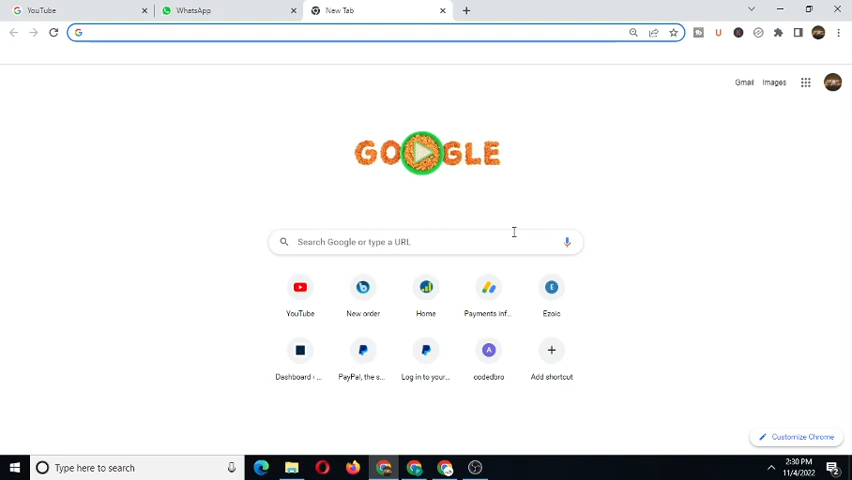 YouTube
WhatsApp
New Tab
Gmail Images
GOOGLE
Search Google or type a URL
YouTube
New order
Home
Payments inf...
Ezoic
Dashboard ‹ ...
PayPal, the s...
Log in to your...
codedbro
Add shortcut
Customize Chrome
Type here to search
2:30 PM
11/4/2022